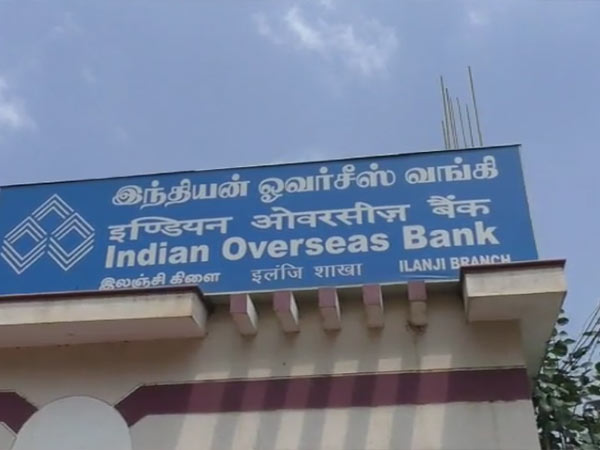 இந்தியன் ஓவர்சீஸ் வங்கி
इण्डियन ओवरसीज़ बैंक
Indian Overseas Bank
இலஞ்சி கிளை इलंजि शाखा ILANJI BRANCH